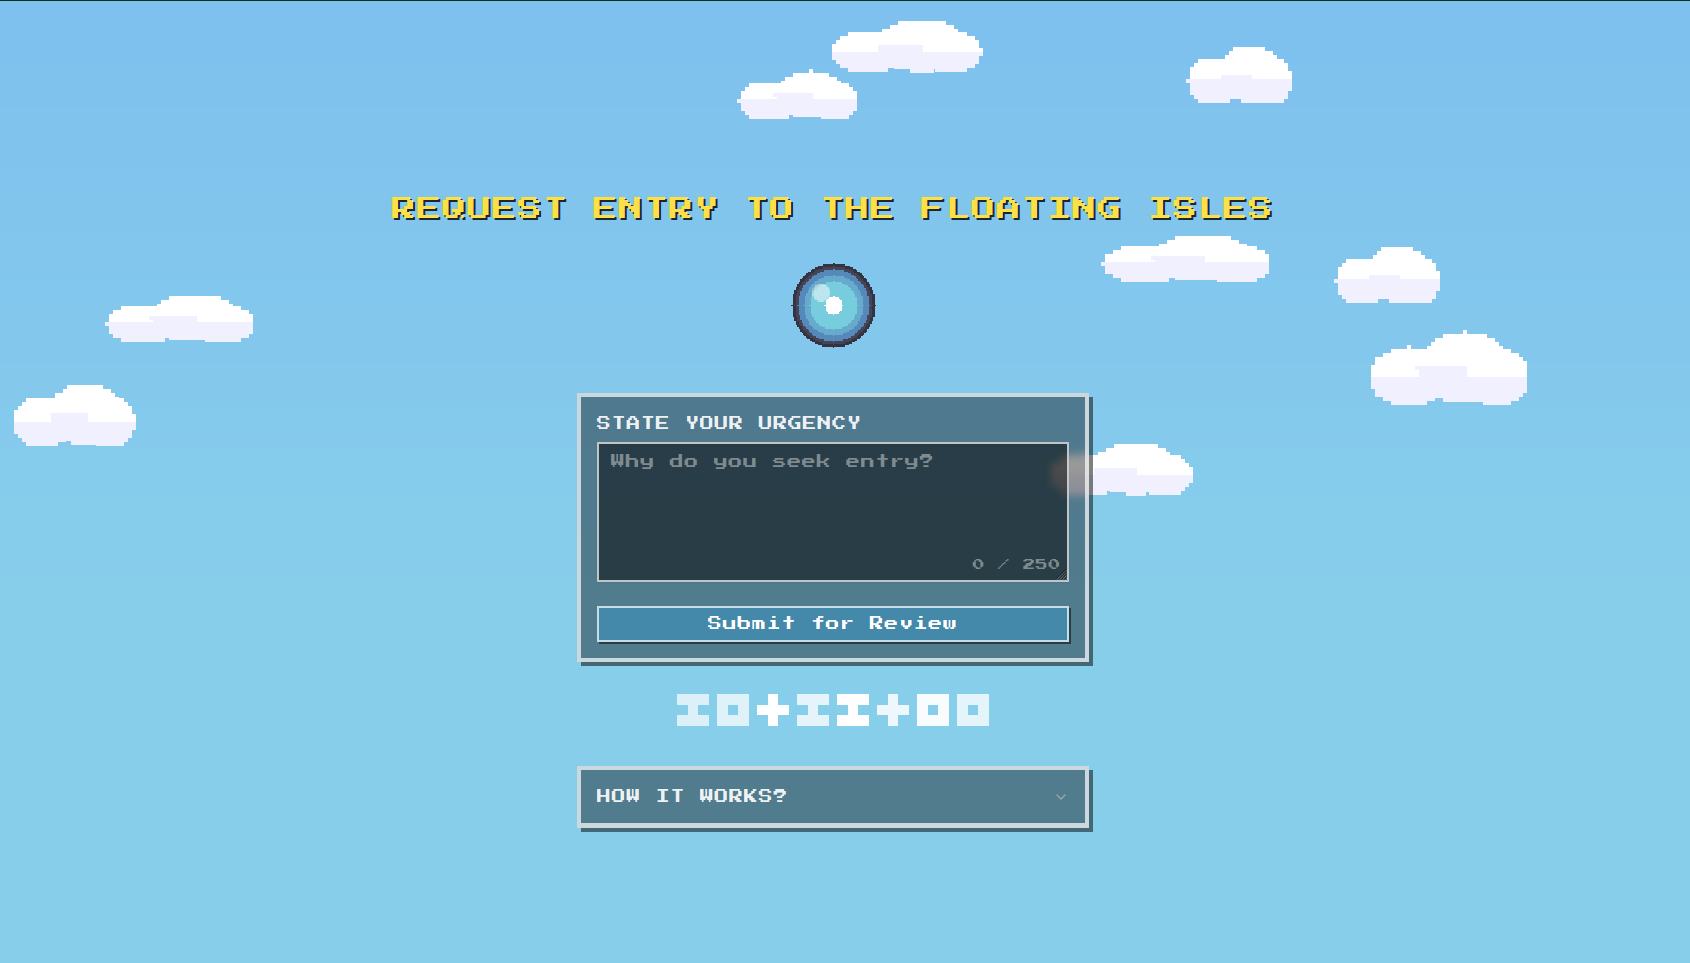 REQUEST ENTRY TO THE FLOATING ISLES
STATE YOUR URGENCY
Why do you seek entry?
0 / 250
Submit for Review
HOW IT WORKS?